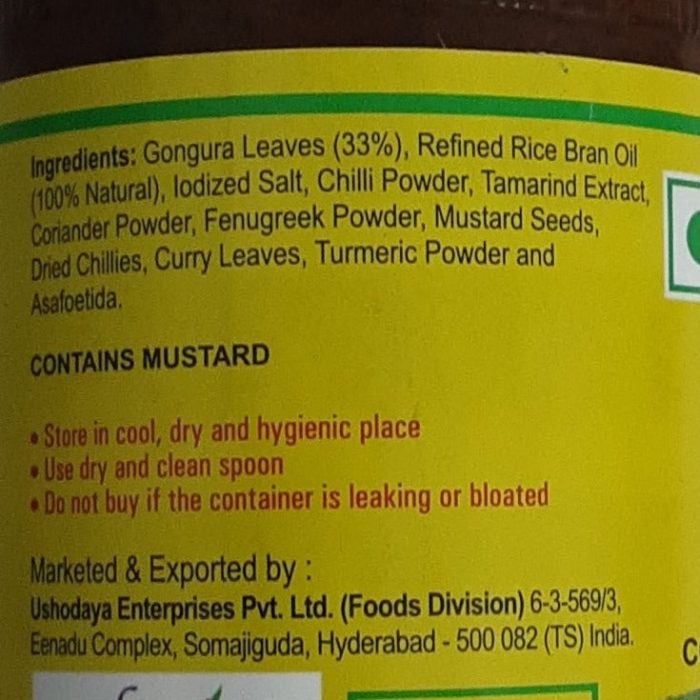 Ingredients: Gongura Leaves (33%), Refined Rice Bran Oil
(100% Natural), Iodized Salt, Chilli Powder, Tamarind Extract,
Coriander Powder, Fenugreek Powder, Mustard Seeds,
Dried Chillies, Curry Leaves, Turmeric Powder and
Asafoetida.
CONTAINS MUSTARD
• Store in cool, dry and hygienic place
• Use dry and clean spoon
• Do not buy if the container is leaking or bloated
Marketed & Exported by :
Ushodaya Enterprises Pvt. Ltd. (Foods Division) 6-3-569/3,
Eenadu Complex, Somajiguda, Hyderabad - 500 082 (TS) India.